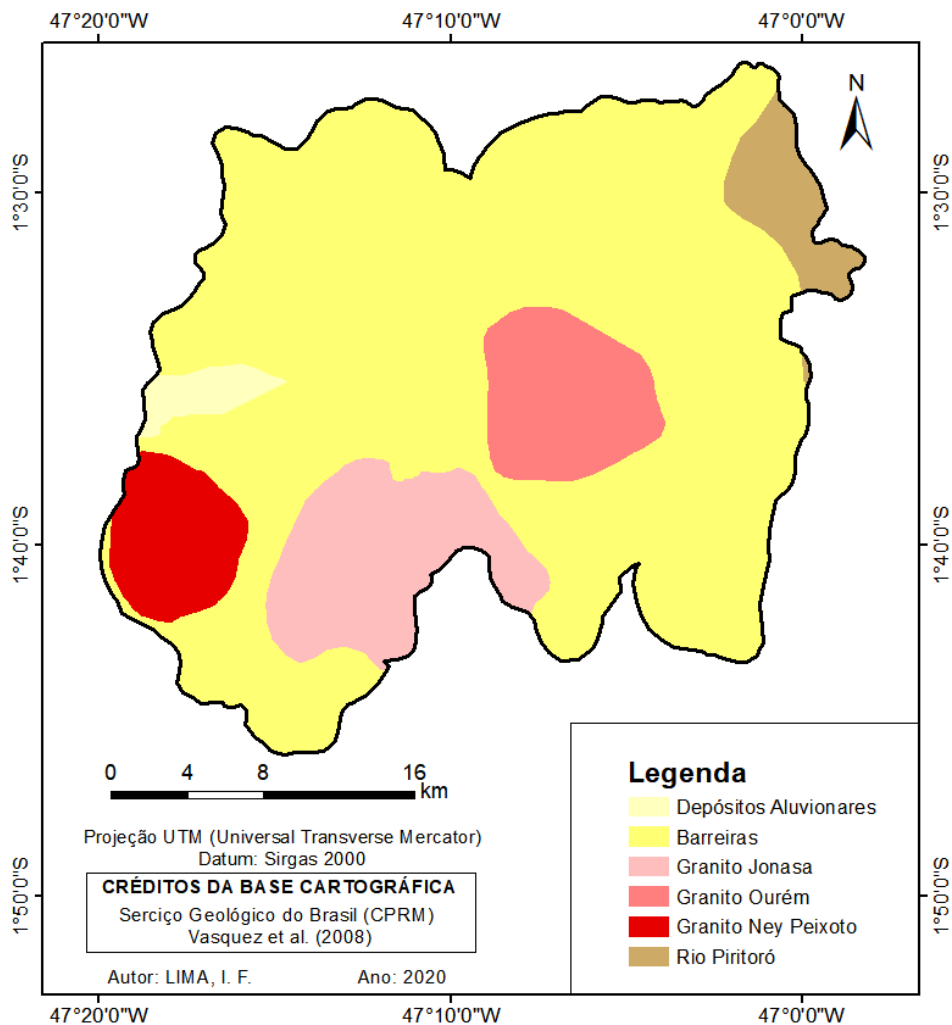 47°20'0"W 47°10'0"W 47°0'0"W
N
1°30'0"S 1°30'0"S
1°40'0"S 1°40'0"S
0 4 8 16
km
Legenda
Depósitos Aluvionares
Barreiras
Granito Jonasa
Granito Ourém
Granito Ney Peixoto
Rio Piritoró
Projeção UTM (Universal Transverse Mercator)
Datum: Sirgas 2000
CRÉDITOS DA BASE CARTOGRÁFICA
Serciço Geológico do Brasil (CPRM)
Vasquez et al. (2008)
Autor: LIMA, I. F. Ano: 2020
1°50'0"S 1°50'0"S
47°20'0"W 47°10'0"W 47°0'0"W